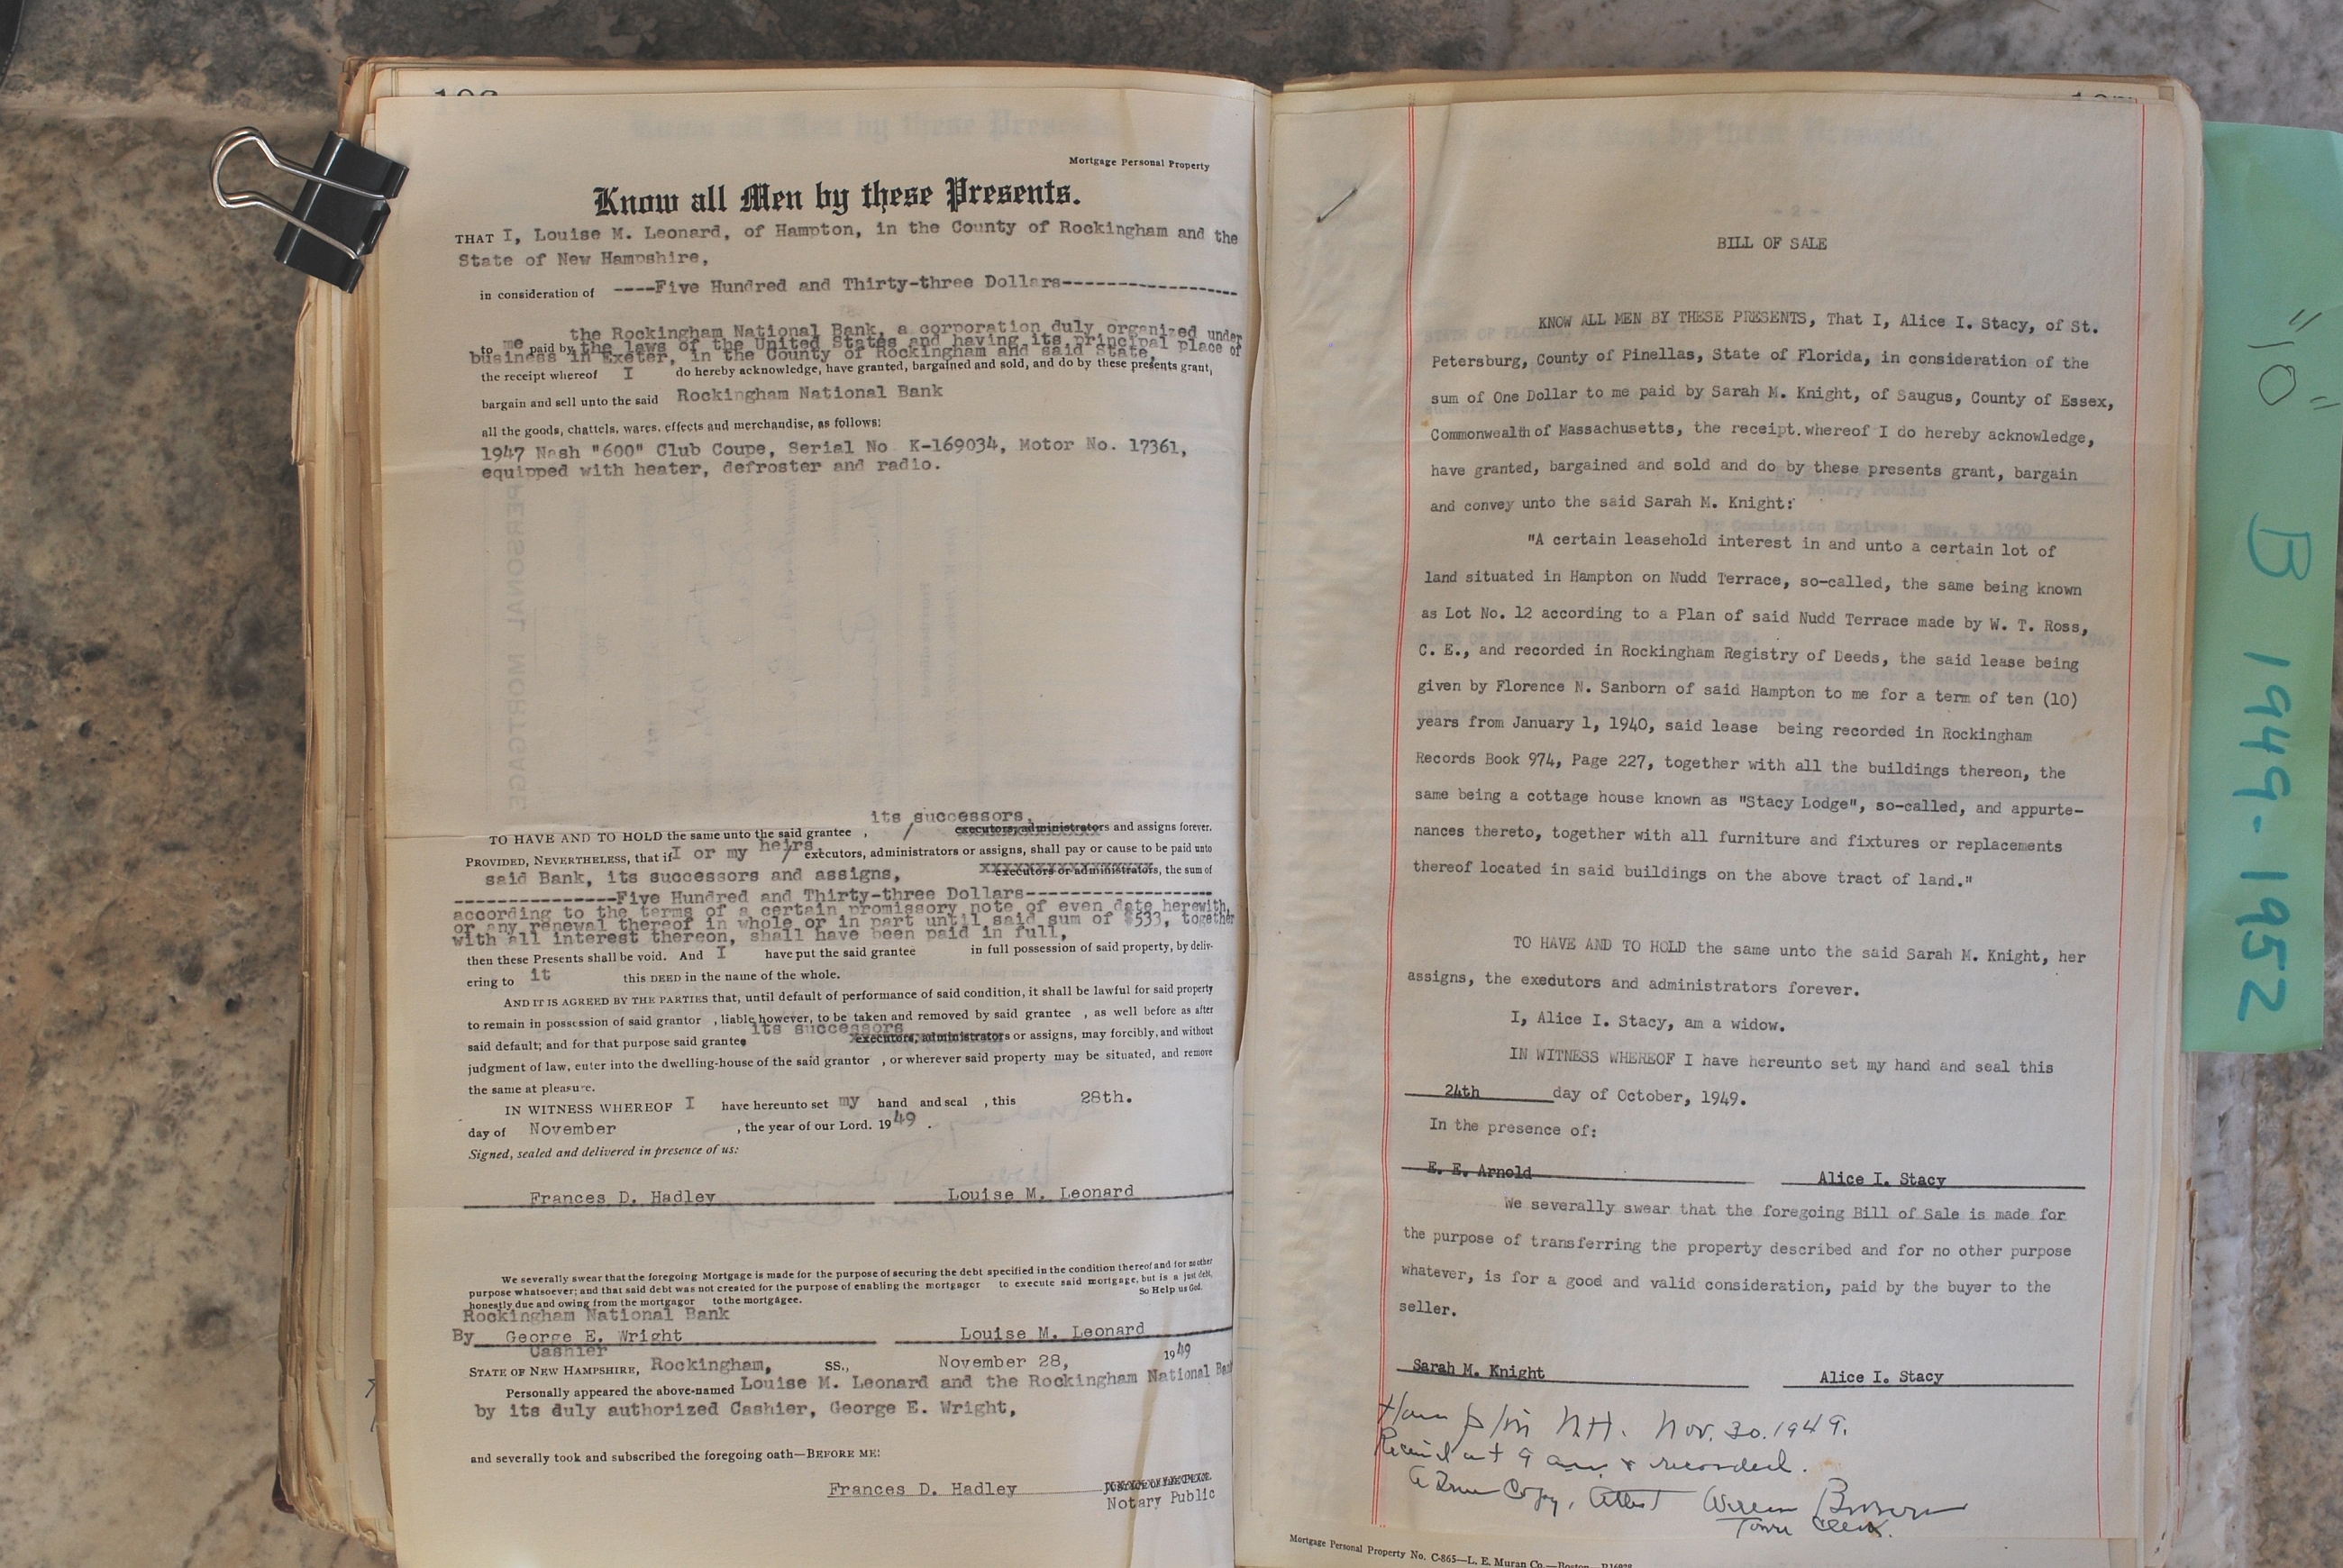 Mortgage Personal Property
Know all Men by these Presents.
THAT I, Louise M. Leonard, of Hampton, in the County of Rockingham and the
State of New Hampshire,
in consideration of ----Five Hundred and Thirty-three Dollars-------------------
the Rockingham National Bank, a corporation duly organized under
to me paid by the laws of the United States and having its principal place of
business in Exeter, in the County of Rockingham and said State,
the receipt whereof I do hereby acknowledge, have granted, bargained and sold, and do by these presents grant,
bargain and sell unto the said Rockingham National Bank
all the goods, chattels, wares, effects and merchandise, as follows:
1947 Nash "600" Club Coupe, Serial No K-169034, Motor No. 17361,
equipped with heater, defroster and radio.
its successors,
TO HAVE AND TO HOLD the same unto the said grantee , / executors, administrators and assigns forever.
PROVIDED, NEVERTHELESS, that if I or my heirs, / executors, administrators or assigns, shall pay or cause to be paid unto
said Bank, its successors and assigns, executors or administrators, the sum of
---------------Five Hundred and Thirty-three Dollars-------------------
according to the terms of a certain promissory note of even date herewith,
or any renewal thereof in whole or in part until said sum of $533, together
with all interest thereon, shall have been paid in full,
then these Presents shall be void. And I have put the said grantee in full possession of said property, by deliv-
ering to it this DEED in the name of the whole.
AND IT IS AGREED BY THE PARTIES that, until default of performance of said condition, it shall be lawful for said property
to remain in possession of said grantor , liable however, to be taken and removed by said grantee , as well before as after
its successors
said default; and for that purpose said grantee executors, administrators or assigns, may forcibly, and without
judgment of law, enter into the dwelling-house of the said grantor , or wherever said property may be situated, and remove
the same at pleasure.
IN WITNESS WHEREOF I have hereunto set my hand and seal , this 28th.
day of November , the year of our Lord. 1949 .
Signed, sealed and delivered in presence of us:
Frances D. Hadley Louise M. Leonard
We severally swear that the foregoing Mortgage is made for the purpose of securing the debt specified in the condition thereof and for no other
purpose whatsoever; and that said debt was not created for the purpose of enabling the mortgagor to execute said mortgage, but is a just debt,
honestly due and owing from the mortgagor to the mortgagee. So Help us God.
Rockingham National Bank
By George E. Wright Louise M. Leonard
Cashier
STATE OF NEW HAMPSHIRE, Rockingham, SS., November 28, 1949
Personally appeared the above-named Louise M. Leonard and the Rockingham National Bank
by its duly authorized Cashier, George E. Wright,
and severally took and subscribed the foregoing oath—BEFORE ME:
Frances D. Hadley
Notary Public
BILL OF SALE
KNOW ALL MEN BY THESE PRESENTS, That I, Alice I. Stacy, of St.
Petersburg, County of Pinellas, State of Florida, in consideration of the
sum of One Dollar to me paid by Sarah M. Knight, of Saugus, County of Essex,
Commonwealth of Massachusetts, the receipt.whereof I do hereby acknowledge,
have granted, bargained and sold and do by these presents grant, bargain
and convey unto the said Sarah M. Knight:
"A certain leasehold interest in and unto a certain lot of
land situated in Hampton on Nudd Terrace, so-called, the same being known
as Lot No. 12 according to a Plan of said Nudd Terrace made by W. T. Ross,
C. E., and recorded in Rockingham Registry of Deeds, the said lease being
given by Florence N. Sanborn of said Hampton to me for a term of ten (10)
years from January 1, 1940, said lease being recorded in Rockingham
Records Book 974, Page 227, together with all the buildings thereon, the
same being a cottage house known as "Stacy Lodge", so-called, and appurte-
nances thereto, together with all furniture and fixtures or replacements
thereof located in said buildings on the above tract of land."
TO HAVE AND TO HOLD the same unto the said Sarah M. Knight, her
assigns, the executors and administrators forever.
I, Alice I. Stacy, am a widow.
IN WITNESS WHEREOF I have hereunto set my hand and seal this
24th day of October, 1949.
In the presence of:
E. E. Arnold Alice I. Stacy
We severally swear that the foregoing Bill of Sale is made for
the purpose of transferring the property described and for no other purpose
whatever, is for a good and valid consideration, paid by the buyer to the
seller.
Sarah M. Knight Alice I. Stacy
Hampton N.H. Nov. 30. 1949.
Received at 9 am & recorded.
A True Copy, Attest William Brown
Town Clerk.
Mortgage Personal Property No. C-865—L. E. Muran Co.—Boston
"10" B 1949-1952